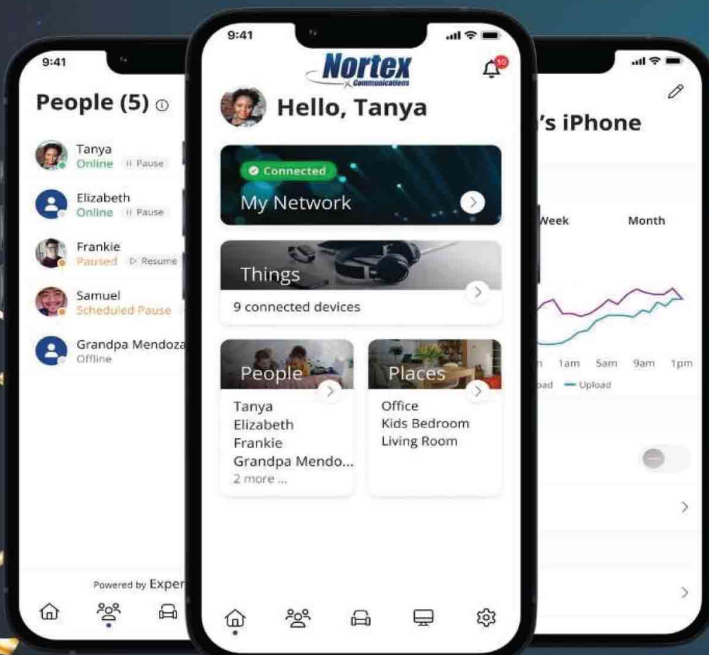 9:41
People (5)
Tanya
Online Pause
Elizabeth
Online Pause
Frankie
Paused Resume
Samuel
Scheduled Pause
Grandpa Mendoza
Offline
Powered by
9:41
Nortex
Communications
10
Hello, Tanya
Connected
My Network
Things
9 connected devices
People
Tanya
Elizabeth
Frankie
Grandpa Mendo...
2 more ...
Places
Office
Kids Bedroom
Living Room
's iPhone
Week Month
1am 5am 9am 1pm
Upload